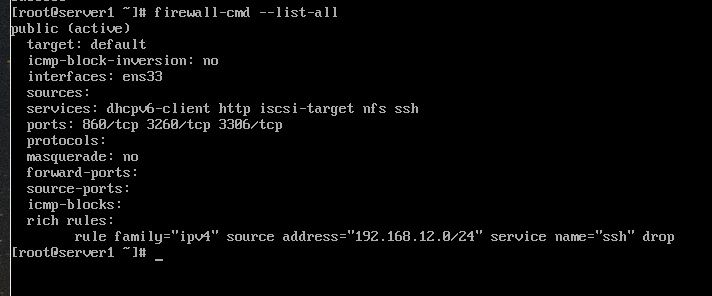 [root@server1 ~]# firewall-cmd --list-all
public (active)
  target: default
  icmp-block-inversion: no
  interfaces: ens33
  sources:
  services: dhcpv6-client http iscsi-target nfs ssh
  ports: 860/tcp 3260/tcp 3306/tcp
  protocols:
  masquerade: no
  forward-ports:
  source-ports:
  icmp-blocks:
  rich rules:
        rule family="ipv4" source address="192.168.12.0/24" service name="ssh" drop
[root@server1 ~]# _